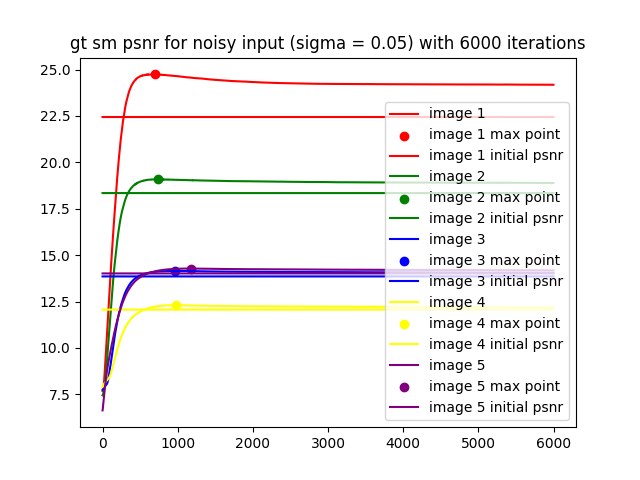 gt sm psnr for noisy input (sigma = 0.05) with 6000 iterations
25.0
22.5
20.0
17.5
15.0
12.5
10.0
7.5
image 1
image 1 max point
image 1 initial psnr
image 2
image 2 max point
image 2 initial psnr
image 3
image 3 max point
image 3 initial psnr
image 4
image 4 max point
image 4 initial psnr
image 5
image 5 max point
image 5 initial psnr
0 1000 2000 3000 4000 5000 6000